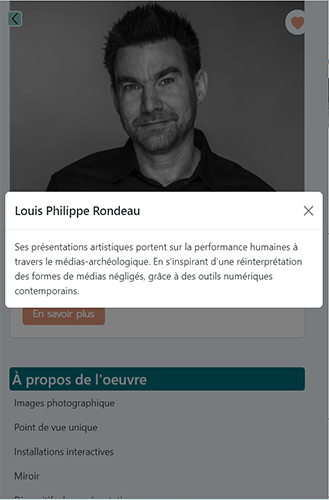 Louis Philippe Rondeau
Ses présentations artistiques portent sur la performance humaines à
travers le médias-archéologique. En s'inspirant d'une réinterprétation
des formes de médias négligés, grâce à des outils numériques
contemporains.
En savoir plus
À propos de l'oeuvre
Images photographique
Point de vue unique
Installations interactives
Miroir